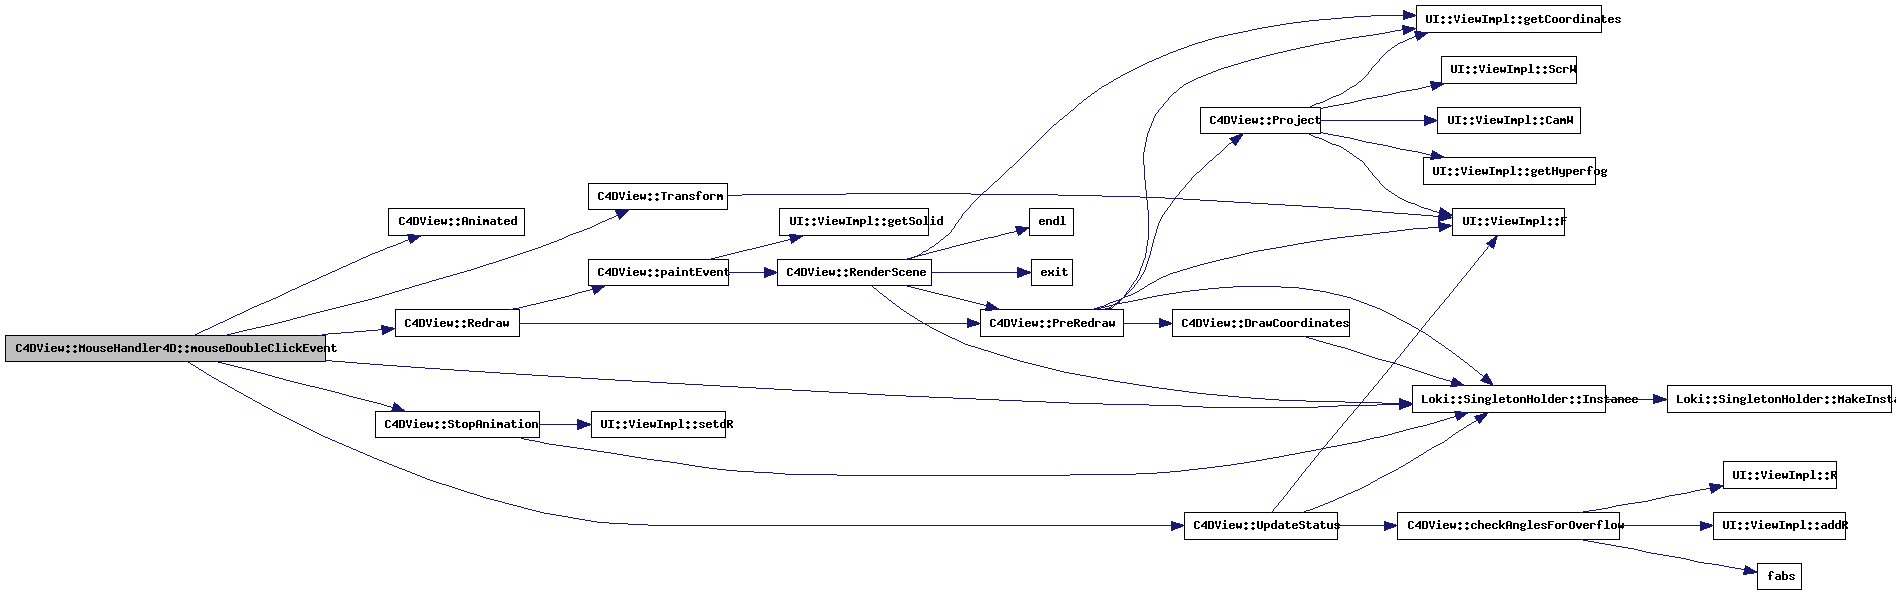 UI::ViewImpl::getCoordinates
UI::ViewImpl::ScrW
C4DView::Project
UI::ViewImpl::CamW
UI::ViewImpl::getHyperfog
C4DView::Transform
C4DView::Animated
UI::ViewImpl::getSolid
endl
UI::ViewImpl::F
C4DView::paintEvent
C4DView::RenderScene
exit
C4DView::Redraw
C4DView::PreRedraw
C4DView::DrawCoordinates
C4DView::MouseHandler4D::mouseDoubleClickEvent
Loki::SingletonHolder::Instance
Loki::SingletonHolder::MakeInsta
C4DView::StopAnimation
UI::ViewImpl::setdR
UI::ViewImpl::R
C4DView::UpdateStatus
C4DView::checkAnglesForOverflow
UI::ViewImpl::addR
fabs